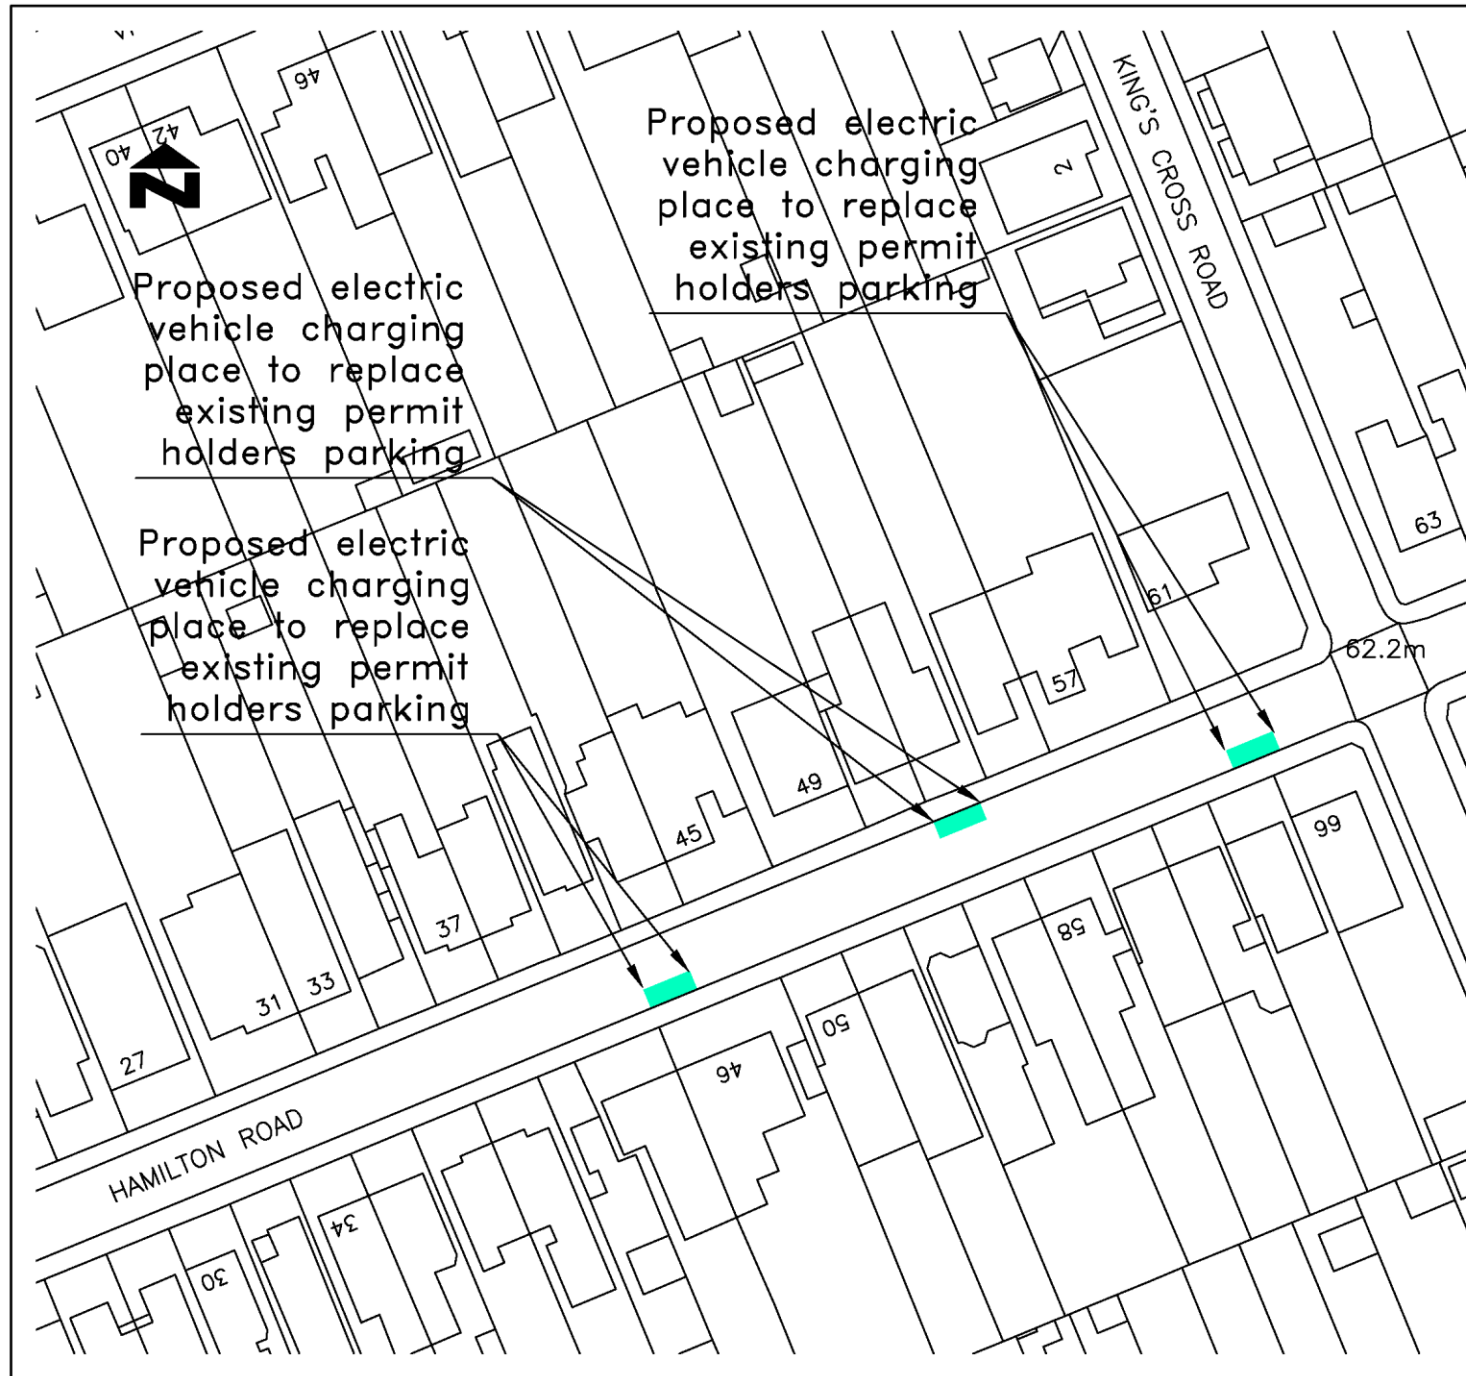 46
42
40
N
Proposed electric
vehicle charging
place to replace
existing permit
holders parking
KING'S CROSS ROAD
2
Proposed electric
vehicle charging
place to replace
existing permit
holders parking
Proposed electric
vehicle charging
place to replace
existing permit
holders parking
63
61
62.2m
57
49
45
37
33
31
27
66
58
50
46
HAMILTON ROAD
34
30